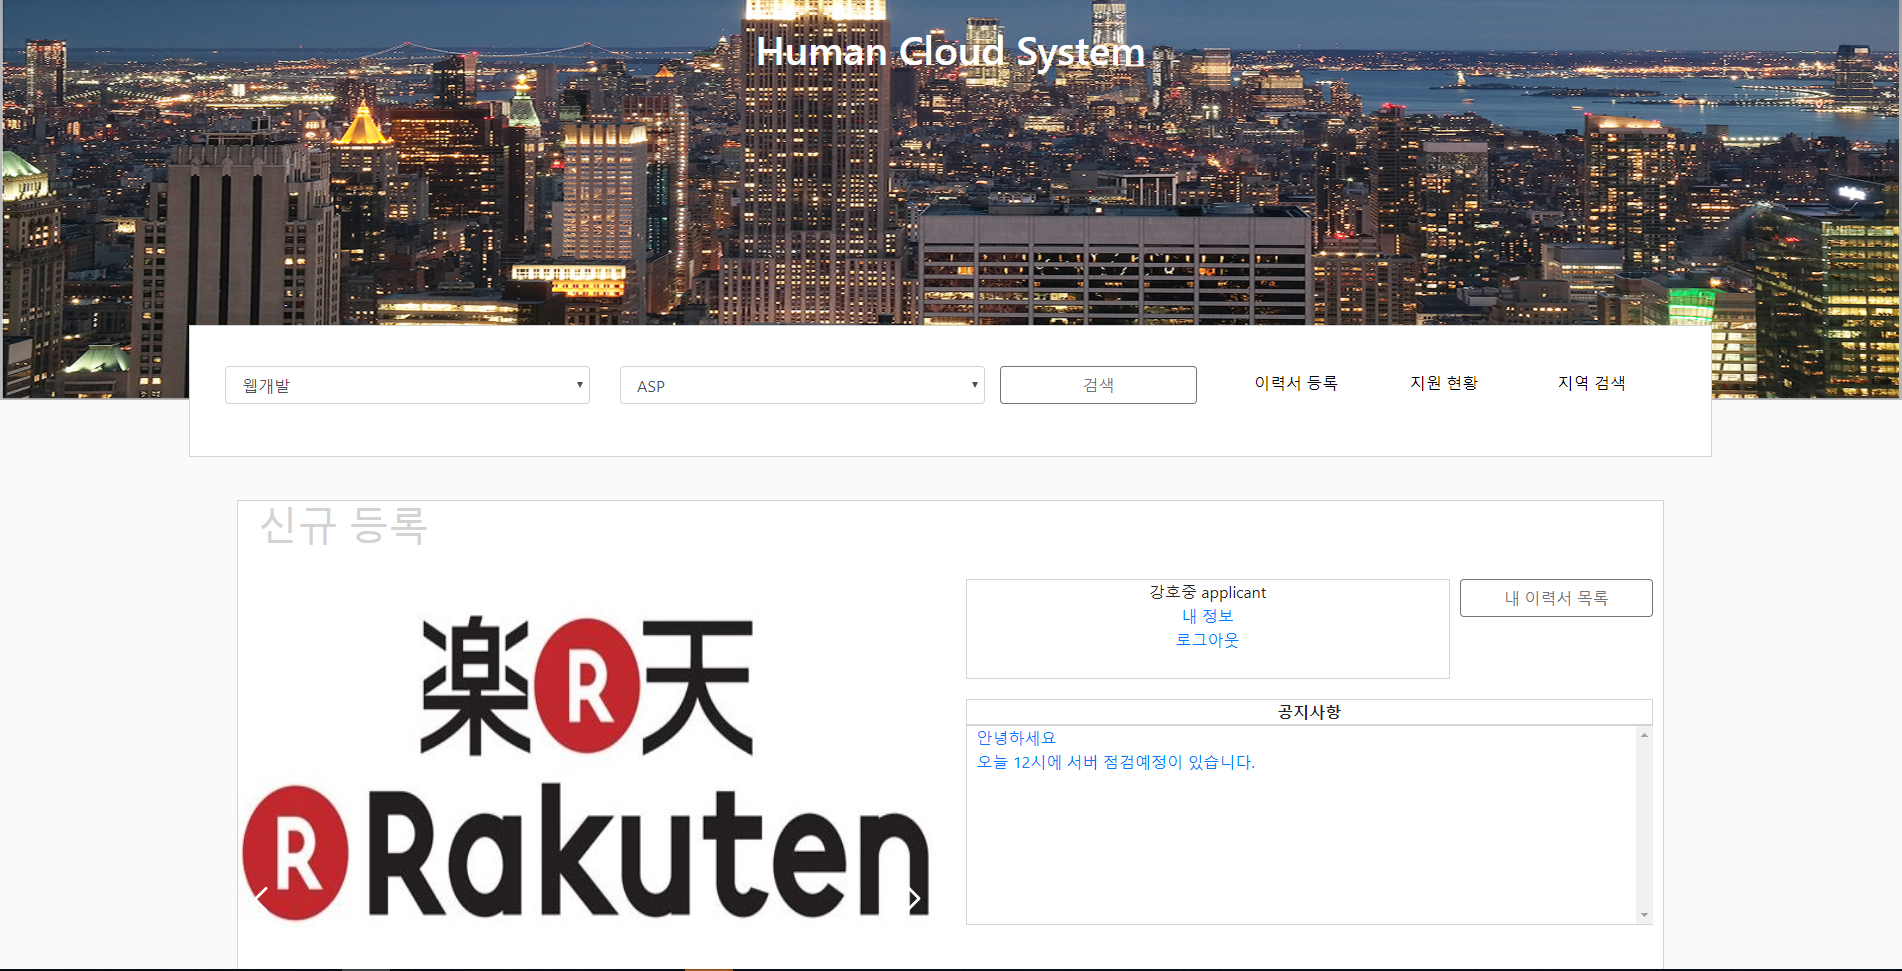 Human Cloud System
웹개발
ASP
검색
이력서 등록
지원 현황
지역 검색
신규 등록
楽R天
R Rakuten
강호중 applicant
내 정보
로그아웃
내 이력서 목록
공지사항
안녕하세요
오늘 12시에 서버 점검예정이 있습니다.